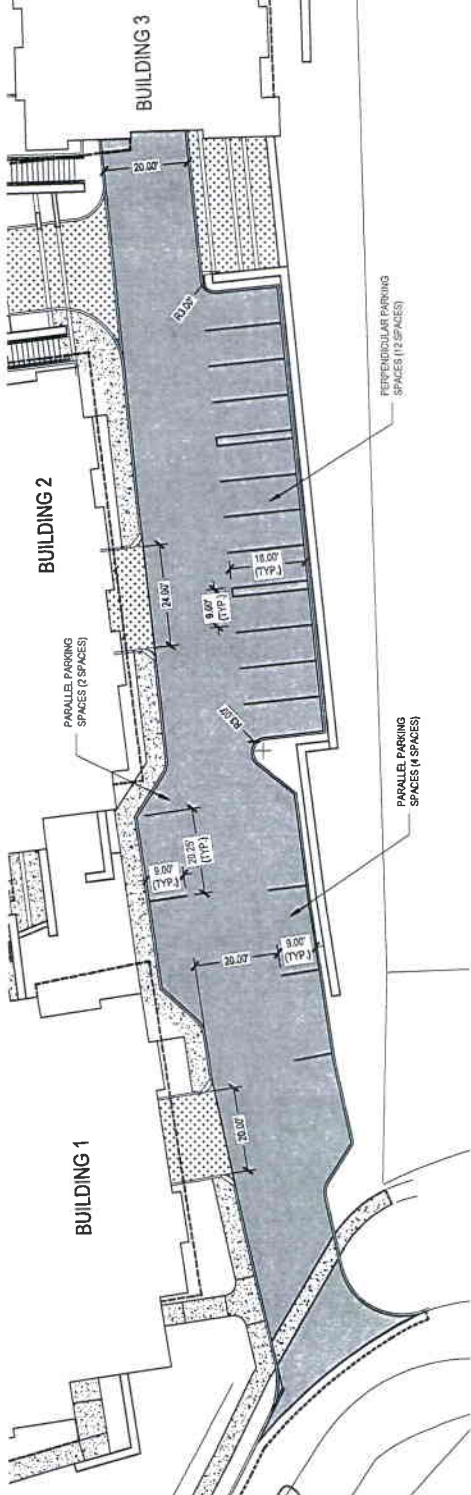 BUILDING 1
BUILDING 2
BUILDING 3
PARALLEL PARKING
SPACES (2 SPACES)
PARALLEL PARKING
SPACES (4 SPACES)
PERPENDICULAR PARKING
SPACES (12 SPACES)
20.00'
20.00'
9.00'
(TYP.)
9.00'
(TYP.)
20.25'
(TYP.)
24.00'
R3.00'
9.00'
(TYP.)
18.00'
(TYP.)
R3.00'
20.00'